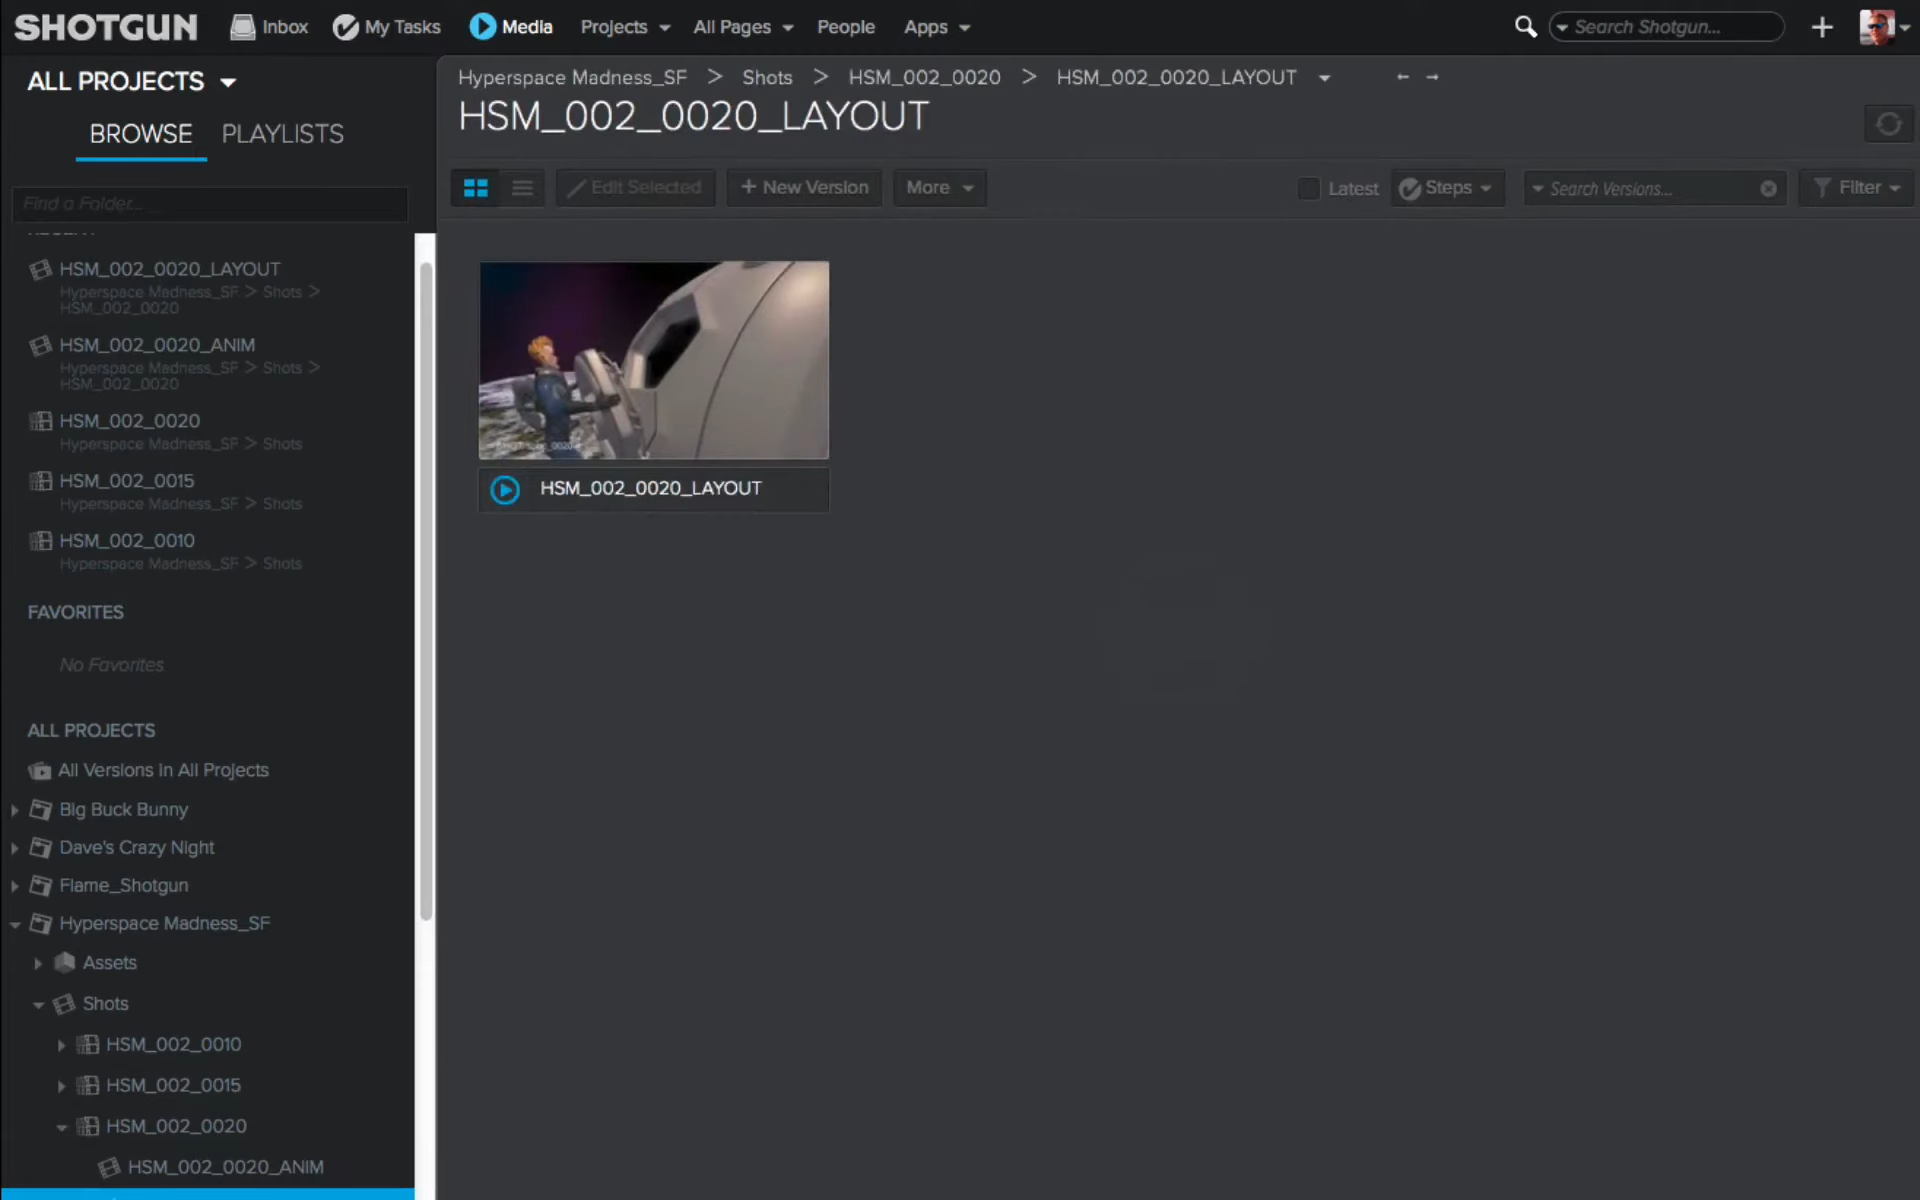 SHOTGUN Inbox My Tasks Media Projects All Pages People Apps Search Shotgun...
ALL PROJECTS
BROWSE PLAYLISTS
Find a Folder...
RECENT
HSM_002_0020_LAYOUT
Hyperspace Madness_SF > Shots >
HSM_002_0020
HSM_002_0020_ANIM
Hyperspace Madness_SF > Shots >
HSM_002_0020
HSM_002_0020
Hyperspace Madness_SF > Shots
HSM_002_0015
Hyperspace Madness_SF > Shots
HSM_002_0010
Hyperspace Madness_SF > Shots
FAVORITES
No Favorites
ALL PROJECTS
All Versions in All Projects
Big Buck Bunny
Dave's Crazy Night
Flame_Shotgun
Hyperspace Madness_SF
Assets
Shots
HSM_002_0010
HSM_002_0015
HSM_002_0020
HSM_002_0020_ANIM
Hyperspace Madness_SF > Shots > HSM_002_0020 > HSM_002_0020_LAYOUT
HSM_002_0020_LAYOUT
Edit Selected + New Version More Latest Steps Search Versions... Filter
HSM_002_0020_LAYOUT